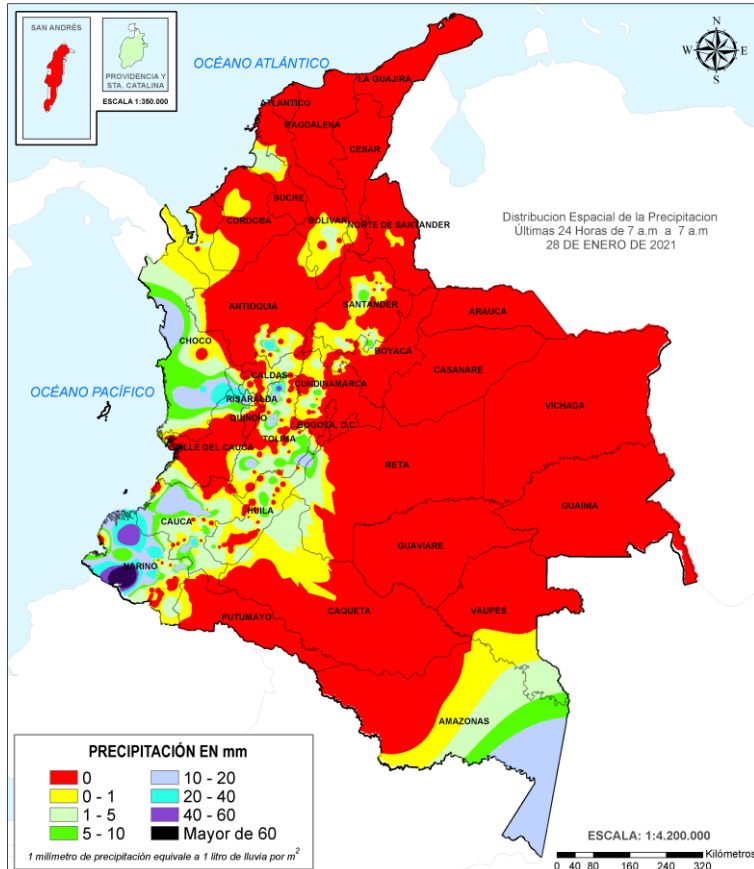 SAN ANDRÉS
PROVIDENCIA Y
STA. CATALINA
ESCALA 1:350.000
OCÉANO ATLÁNTICO
N
W
E
S
LA GUAJIRA
ATLANTICO
MAGDALENA
CESAR
SUCRE
CORDOBA
BOLIVAR
NORTE DE SANTANDER
Distribucion Espacial de la Precipitacion
Últimas 24 Horas de 7 a.m a 7 a.m
28 DE ENERO DE 2021
ANTIOQUIA
SANTANDER
ARAUCA
CHOCO
BOYACA
CASANARE
OCÉANO PACÍFICO
CALDAS
CUNDINAMARCA
RISARALDA
VICHADA
QUINDIO
BOGOTA, D.C.
TOLIMA
VALLE DEL CAUCA
META
GUAINIA
HUILA
CAUCA
GUAVIARE
NARIÑO
CAQUETA
VAUPES
PUTUMAYO
AMAZONAS
PRECIPITACIÓN EN mm
0
10 - 20
0 - 1
20 - 40
1 - 5
40 - 60
5 - 10
Mayor de 60
1 milímetro de precipitación equivale a 1 litro de lluvia por m²
ESCALA: 1:4.200.000
Kilómetros
0 40 80 160 240 320